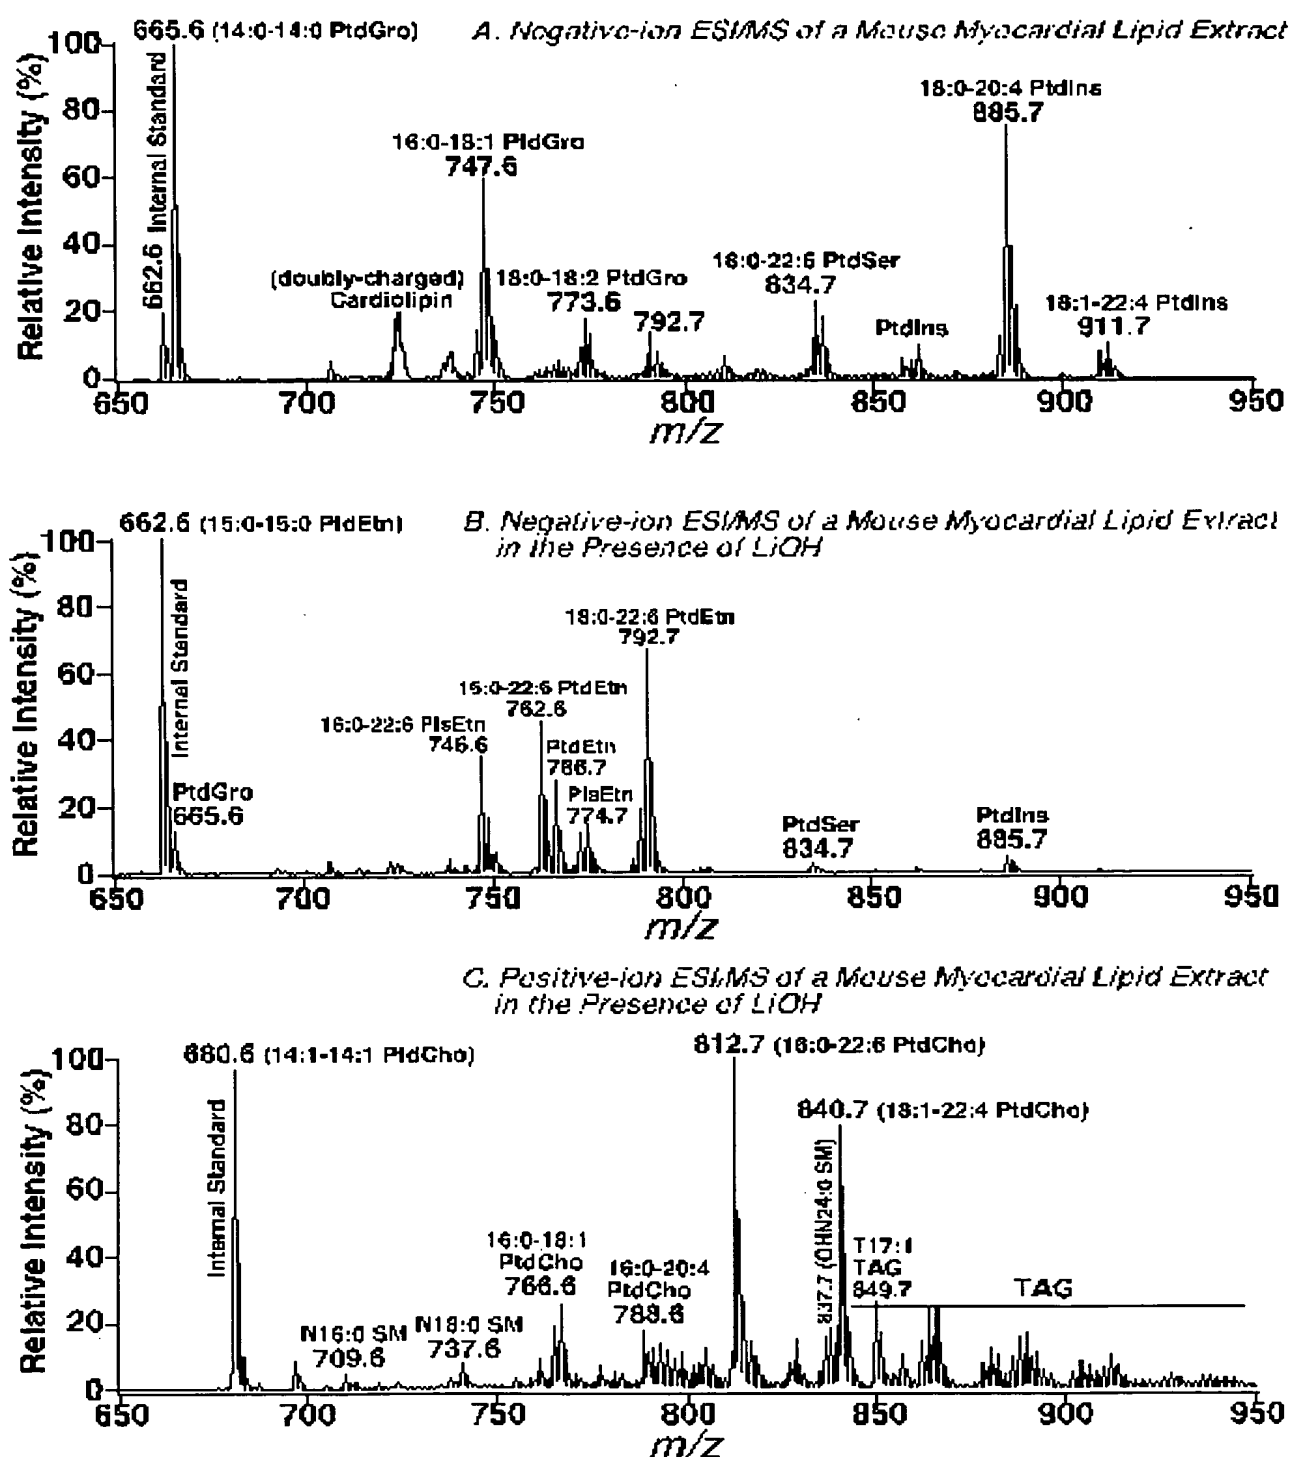 665.6 (14:0-14:0 PtdGro)
A. Negative-ion ESI/MS of a Mouse Myocardial Lipid Extract
Relative Intensity (%)
100
80
60
40
20
0
662.6 Internal Standard
16:0-18:1 PtdGro
747.6
18:0-20:4 PtdIns
885.7
(doubly-charged)
Cardiolipin
18:0-18:2 PtdGro
773.6
792.7
18:0-22:6 PtdSer
834.7
PtdIns
18:1-22:4 PtdIns
911.7
650 700 750 800 850 900 950
m/z
662.6 (15:0-15:0 PtdEtn)
B. Negative-ion ESI/MS of a Mouse Myocardial Lipid Extract
in the Presence of LiOH
Relative Intensity (%)
100
80
60
40
20
0
Internal Standard
PtdGro
665.6
16:0-22:6 PlsEtn
746.6
16:0-22:6 PtdEtn
762.6
PtdEtn
766.7
PlsEtn
774.7
18:0-22:6 PtdEtn
792.7
PtdSer
834.7
PtdIns
885.7
650 700 750 800 850 900 950
m/z
C. Positive-ion ESI/MS of a Mouse Myocardial Lipid Extract
in the Presence of LiOH
680.6 (14:1-14:1 PtdCho)
812.7 (16:0-22:6 PtdCho)
Relative Intensity (%)
100
80
60
40
20
0
Internal Standard
N16:0 SM
709.6
N18:0 SM
737.6
16:0-18:1
PtdCho
766.6
16:0-20:4
PtdCho
788.6
840.7 (18:1-22:4 PtdCho)
837.7 (OHN24:0 SM)
T17:1
TAG
849.7
TAG
650 700 750 800 850 900 950
m/z